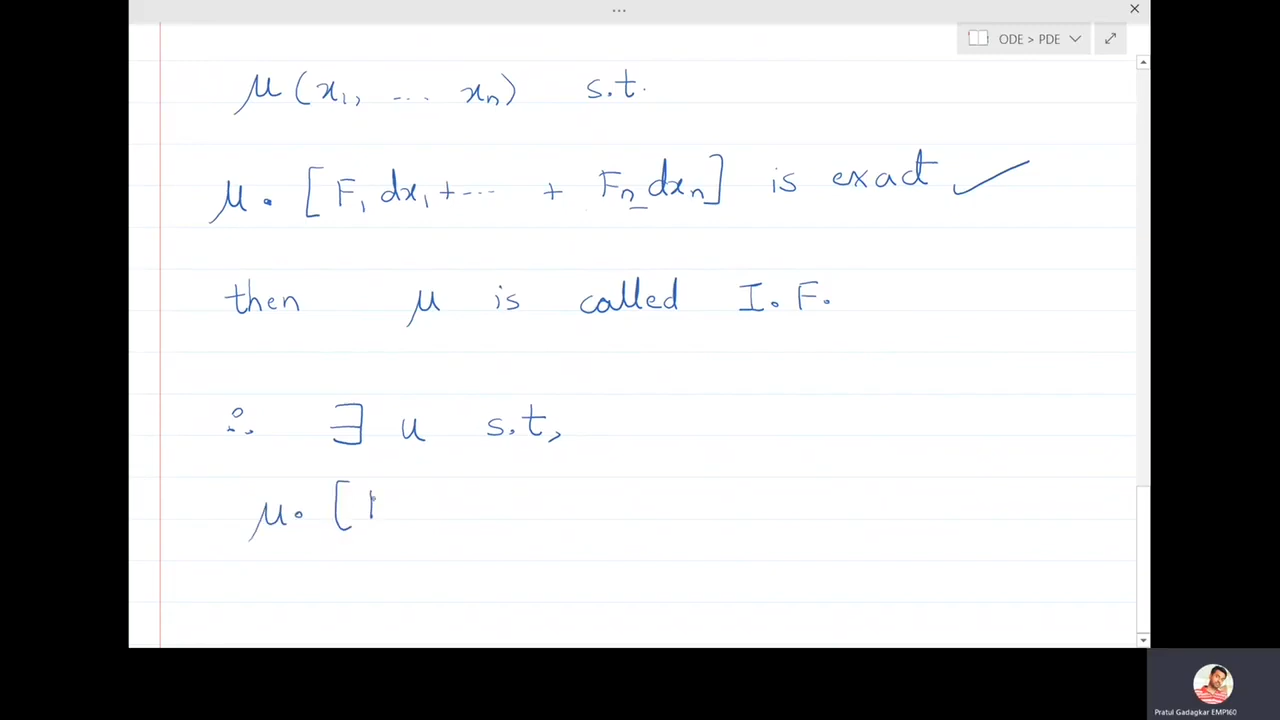 ...
ODE > PDE
μ(x₁, ... xₙ) s.t.
μ. [F₁ dx₁ + ... + Fₙ dxₙ] is exact ✓
then μ is called I.F.
∴ ∃ u s.t,
μ. [
Pratul Gadagkar EMP160